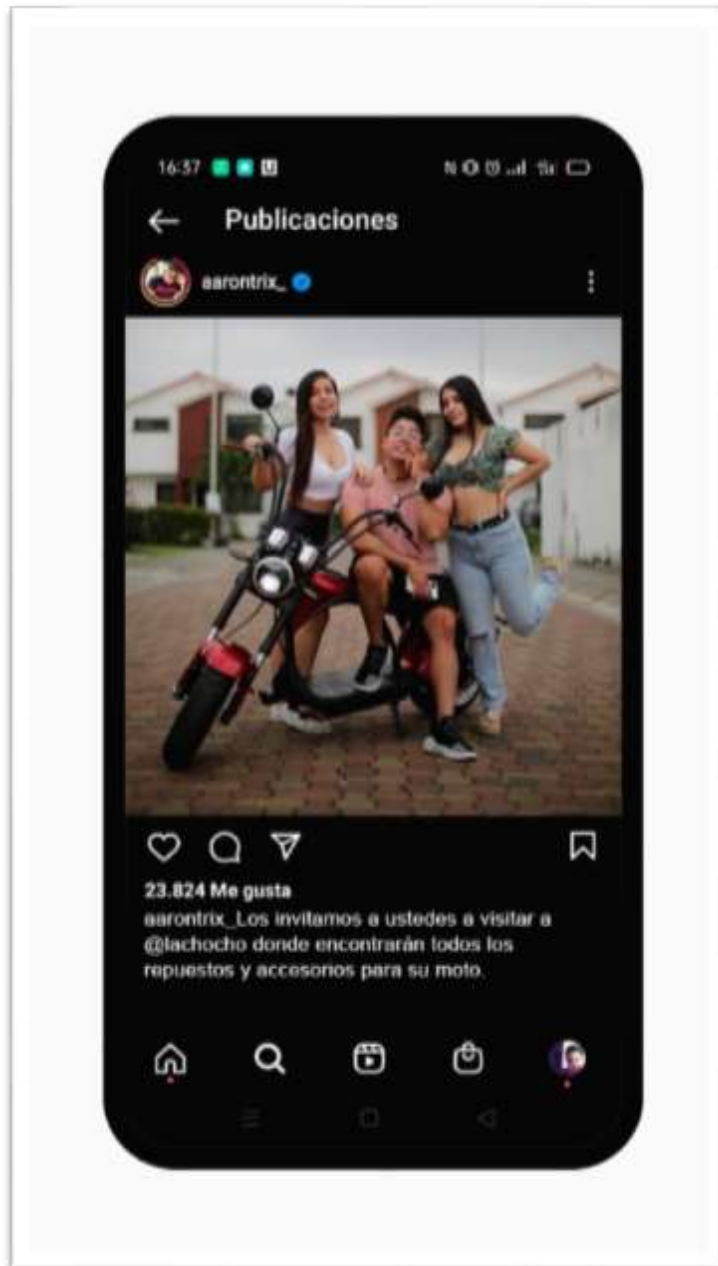 16:37
Publicaciones
aarontrix_
23.824 Me gusta
aarontrix_Los invitamos a ustedes a visitar a
@lachocho donde encontrarán todos los
repuestos y accesorios para su moto.